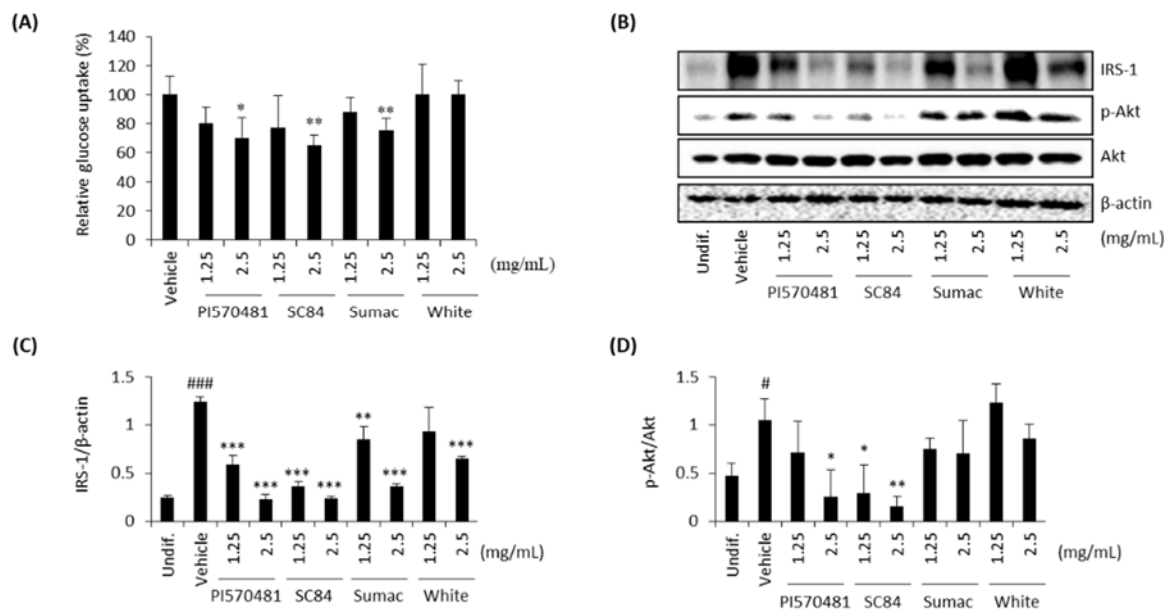 (A)
Relative glucose uptake (%)
140
120
100
80
60
40
20
0
* ** **
Vehicle 1.25 2.5 1.25 2.5 1.25 2.5 1.25 2.5 (mg/mL)
PI570481 SC84 Sumac White
(B)
IRS-1
p-Akt
Akt
β-actin
Undif. Vehicle 1.25 2.5 1.25 2.5 1.25 2.5 1.25 2.5 (mg/mL)
PI570481 SC84 Sumac White
(C)
IRS-1/β-actin
1.5
1
0.5
0
### *** *** *** *** ** *** ***
Undif. Vehicle 1.25 2.5 1.25 2.5 1.25 2.5 1.25 2.5 (mg/mL)
PI570481 SC84 Sumac White
(D)
p-Akt/Akt
1.5
1
0.5
0
# * * **
Undif. Vehicle 1.25 2.5 1.25 2.5 1.25 2.5 1.25 2.5 (mg/mL)
PI570481 SC84 Sumac White